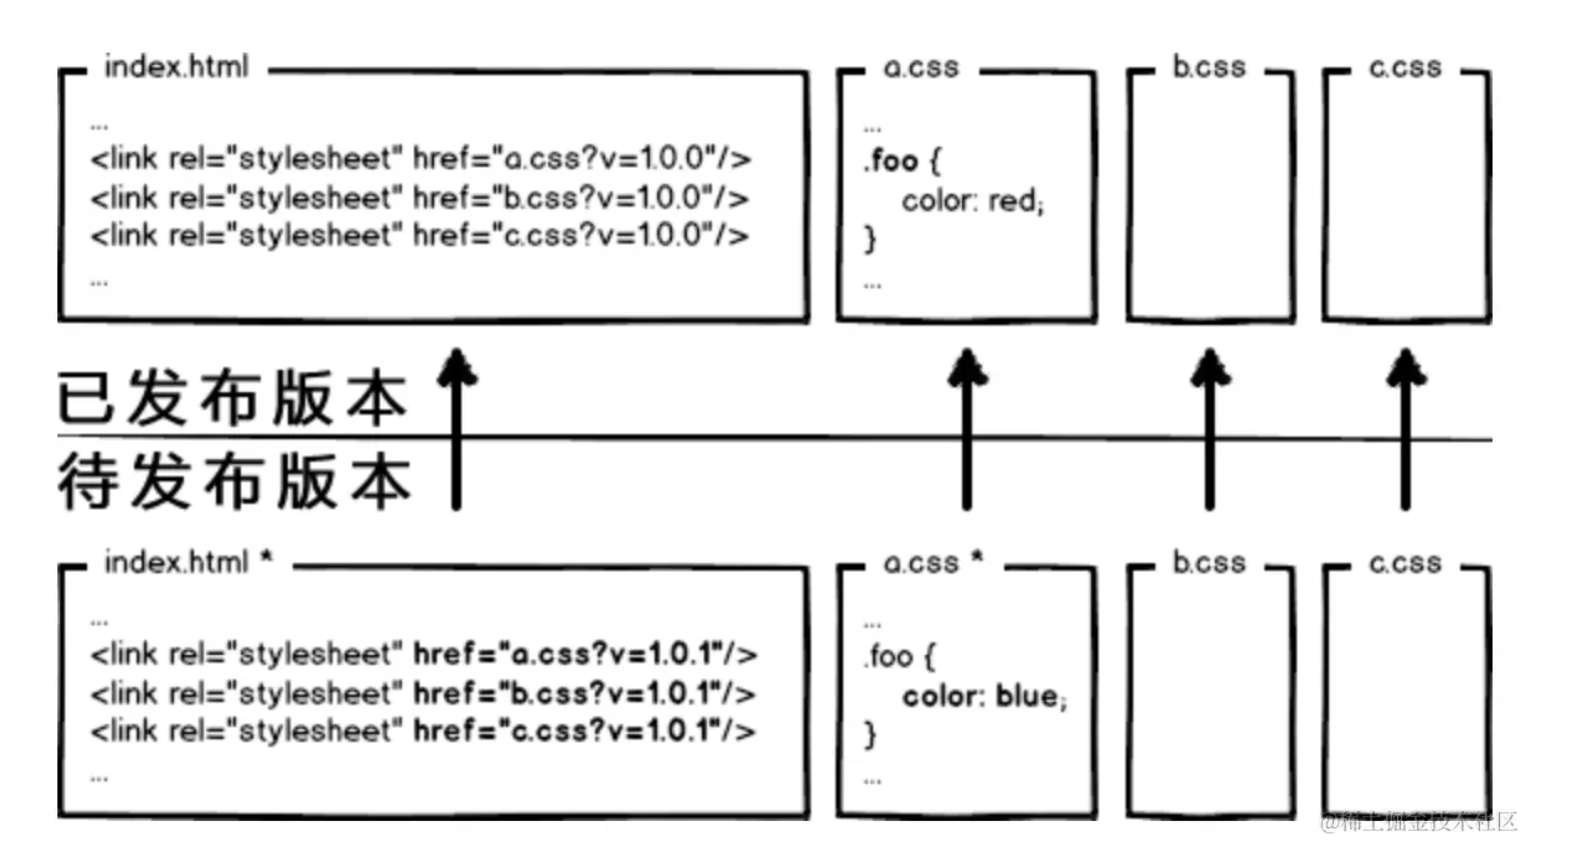 index.html
...
<link rel="stylesheet" href="a.css?v=1.0.0"/>
<link rel="stylesheet" href="b.css?v=1.0.0"/>
<link rel="stylesheet" href="c.css?v=1.0.0"/>
...
a.css
...
.foo {
color: red;
}
...
b.css
c.css
已发布版本
待发布版本
index.html *
...
<link rel="stylesheet" href="a.css?v=1.0.1"/>
<link rel="stylesheet" href="b.css?v=1.0.1"/>
<link rel="stylesheet" href="c.css?v=1.0.1"/>
...
a.css *
...
.foo {
color: blue;
}
...
b.css
c.css
@稀土掘金技术社区